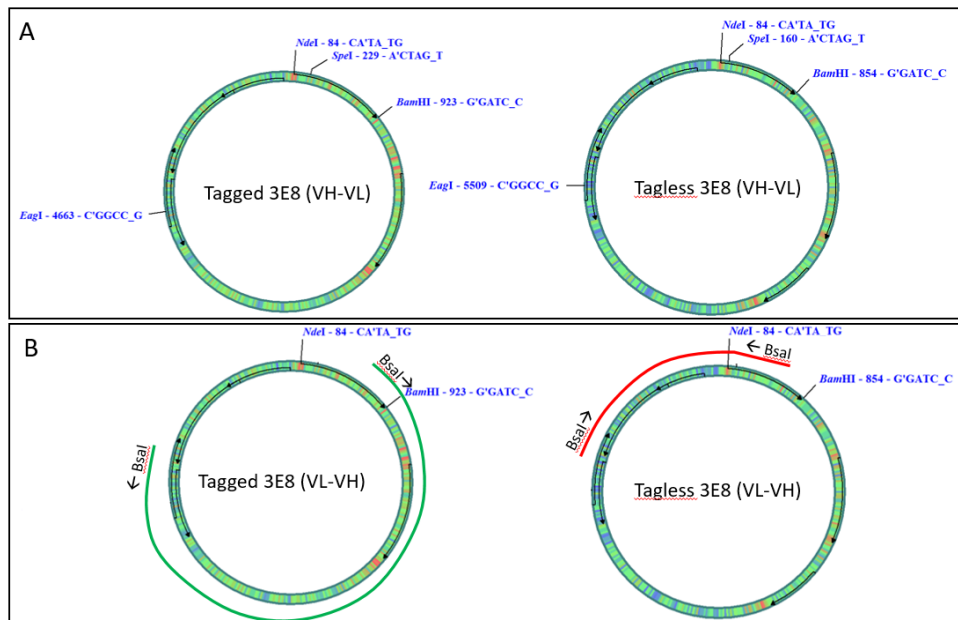 A
NdeI - 84 - CA'TA_TG
SpeI - 229 - A'CTAG_T
BamHI - 923 - G'GATC_C
Tagged 3E8 (VH-VL)
EagI - 4663 - C'GGCC_G
NdeI - 84 - CA'TA_TG
SpeI - 160 - A'CTAG_T
BamHI - 854 - G'GATC_C
EagI - 5509 - C'GGCC_G
Tagless 3E8 (VH-VL)
B
NdeI - 84 - CA'TA_TG
BsaI →
BamHI - 923 - G'GATC_C
← BsaI
Tagged 3E8 (VL-VH)
NdeI - 84 - CA'TA_TG
← BsaI
BamHI - 854 - G'GATC_C
BsaI →
Tagless 3E8 (VL-VH)